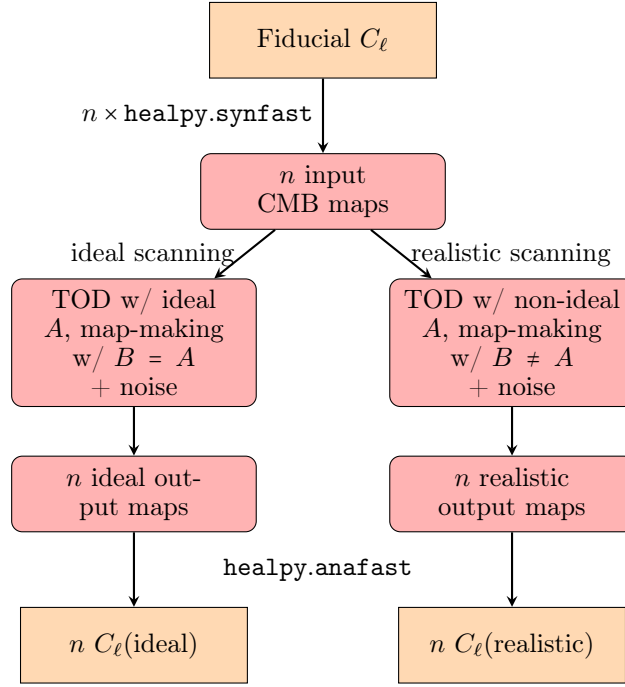 Fiducial Cℓ
n × healpy.synfast
n input
CMB maps
ideal scanning
realistic scanning
TOD w/ ideal
A, map-making
w/ B = A
+ noise
TOD w/ non-ideal
A, map-making
w/ B ≠ A
+ noise
n ideal out-
put maps
n realistic
output maps
healpy.anafast
n Cℓ(ideal)
n Cℓ(realistic)